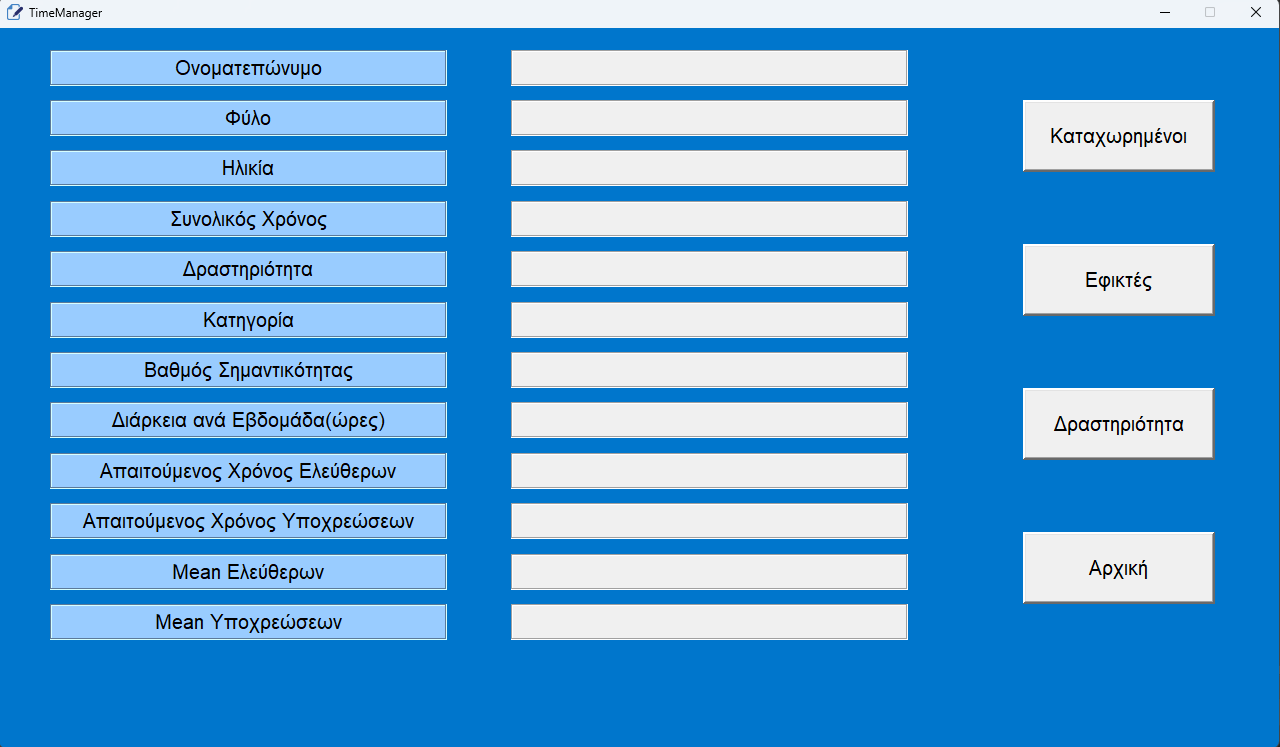 TimeManager
Ονοματεπώνυμο
Φύλο
Ηλικία
Συνολικός Χρόνος
Δραστηριότητα
Κατηγορία
Βαθμός Σημαντικότητας
Διάρκεια ανά Εβδομάδα(ώρες)
Απαιτούμενος Χρόνος Ελεύθερων
Απαιτούμενος Χρόνος Υποχρεώσεων
Mean Ελεύθερων
Mean Υποχρεώσεων
Καταχωρημένοι
Εφικτές
Δραστηριότητα
Αρχική